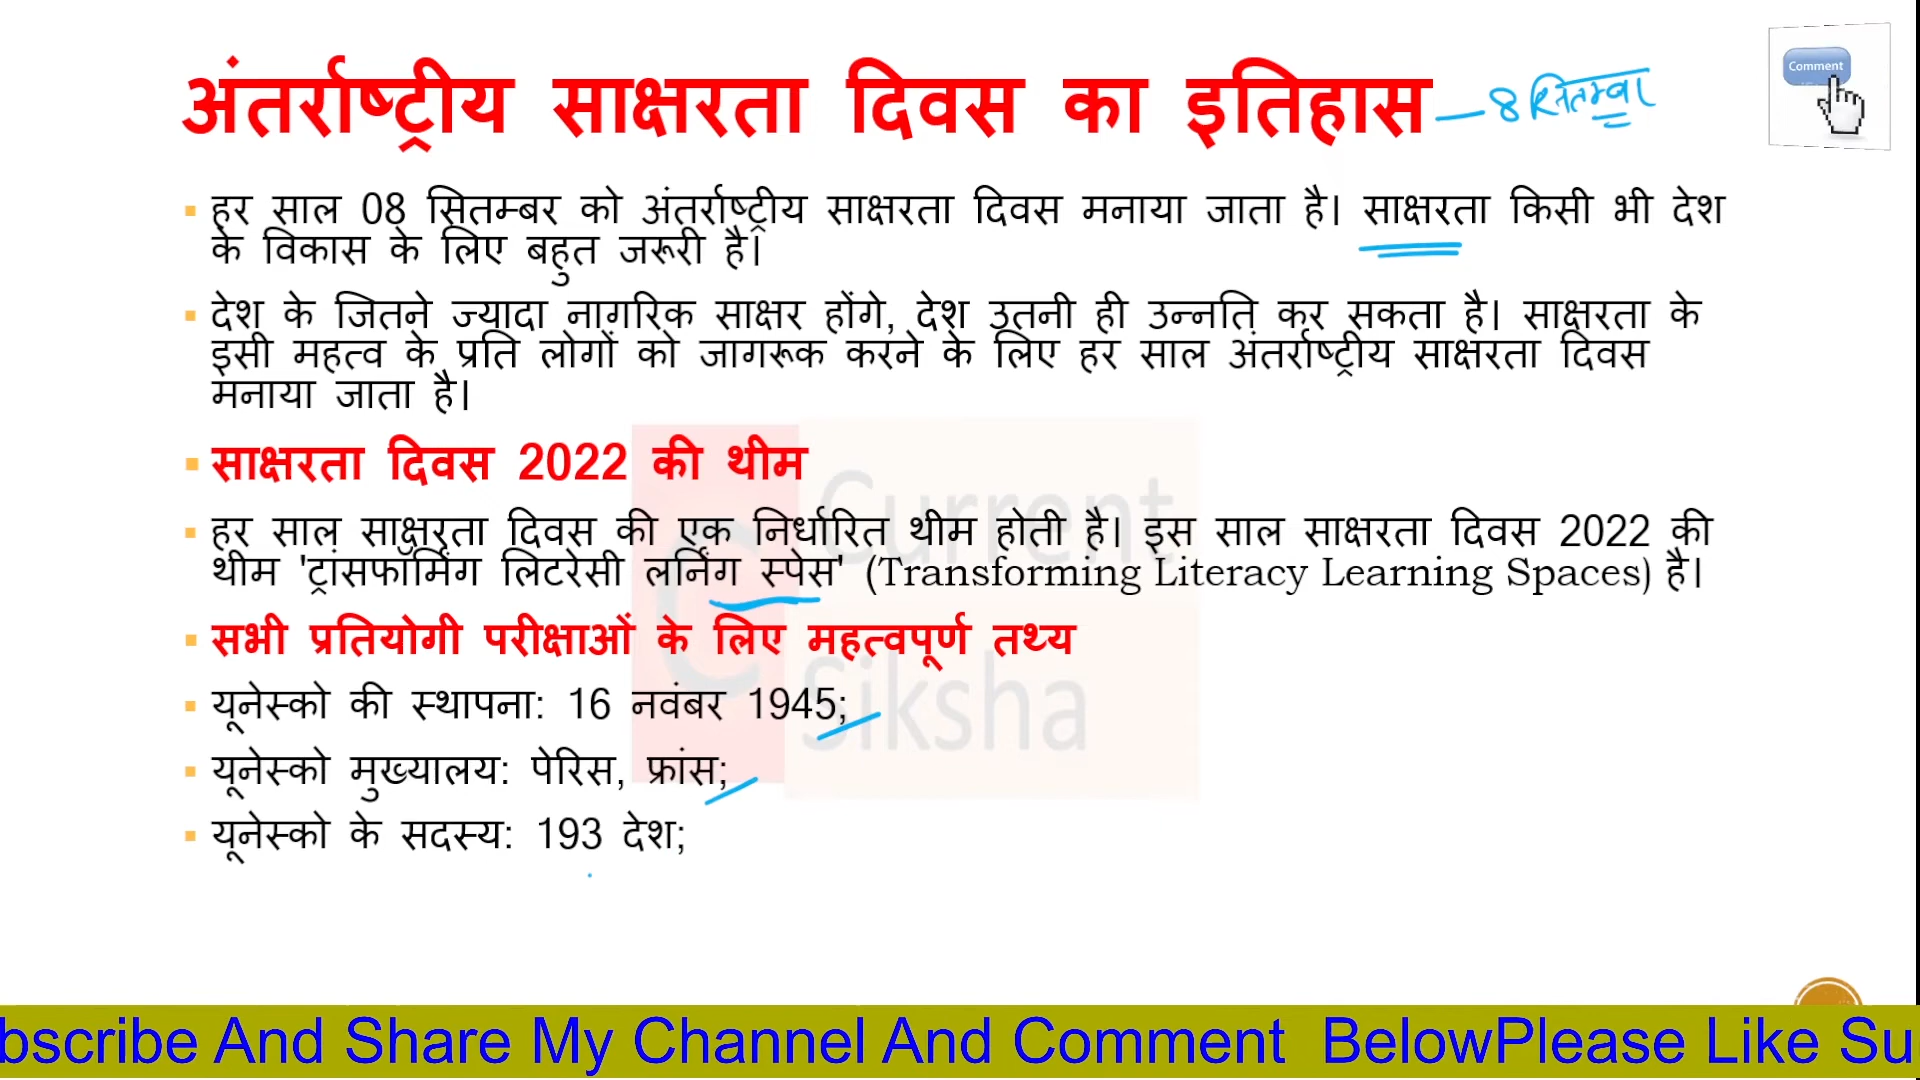 अंतर्राष्ट्रीय साक्षरता दिवस का इतिहास – 8 सितम्बर
Comment
हर साल 08 सितम्बर को अंतर्राष्ट्रीय साक्षरता दिवस मनाया जाता है। साक्षरता किसी भी देश
के विकास के लिए बहुत जरूरी है।
देश के जितने ज्यादा नागरिक साक्षर होंगे, देश उतनी ही उन्नति कर सकता है। साक्षरता के
इसी महत्व के प्रति लोगों को जागरूक करने के लिए हर साल अंतर्राष्ट्रीय साक्षरता दिवस
मनाया जाता है।
साक्षरता दिवस 2022 की थीम
हर साल साक्षरता दिवस की एक निर्धारित थीम होती है। इस साल साक्षरता दिवस 2022 की
थीम 'ट्रांसफॉर्मिंग लिटरेसी लर्निंग स्पेस' (Transforming Literacy Learning Spaces) है।
सभी प्रतियोगी परीक्षाओं के लिए महत्वपूर्ण तथ्य
यूनेस्को की स्थापना: 16 नवंबर 1945;
यूनेस्को मुख्यालय: पेरिस, फ्रांस;
यूनेस्को के सदस्य: 193 देश;
Current
Siksha
bscribe And Share My Channel And Comment BelowPlease Like Su